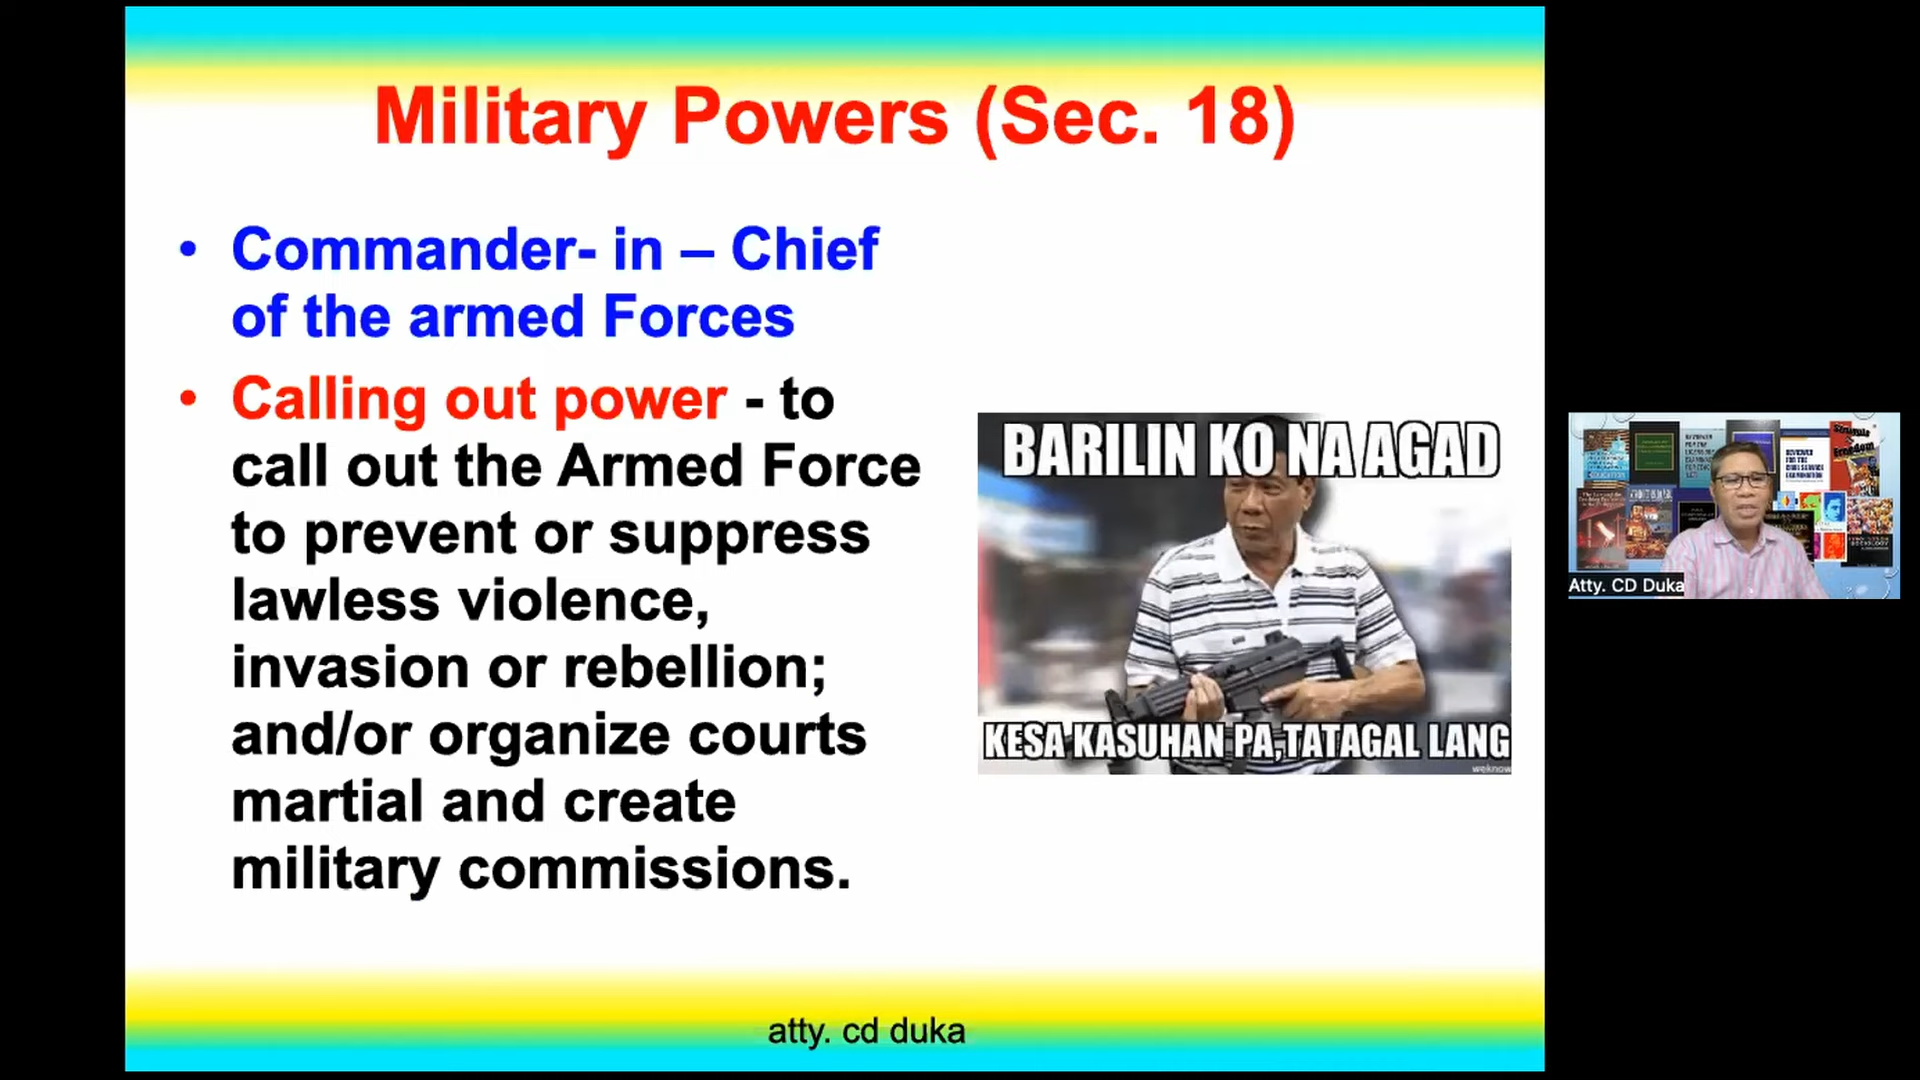 Military Powers (Sec. 18)
• Commander- in – Chief
of the armed Forces
• Calling out power - to
call out the Armed Force
to prevent or suppress
lawless violence,
invasion or rebellion;
and/or organize courts
martial and create
military commissions.
BARILIN KO NA AGAD
KESA KASUHAN PA,TATAGAL LANG
weknow
Atty. CD Duka
atty. cd duka